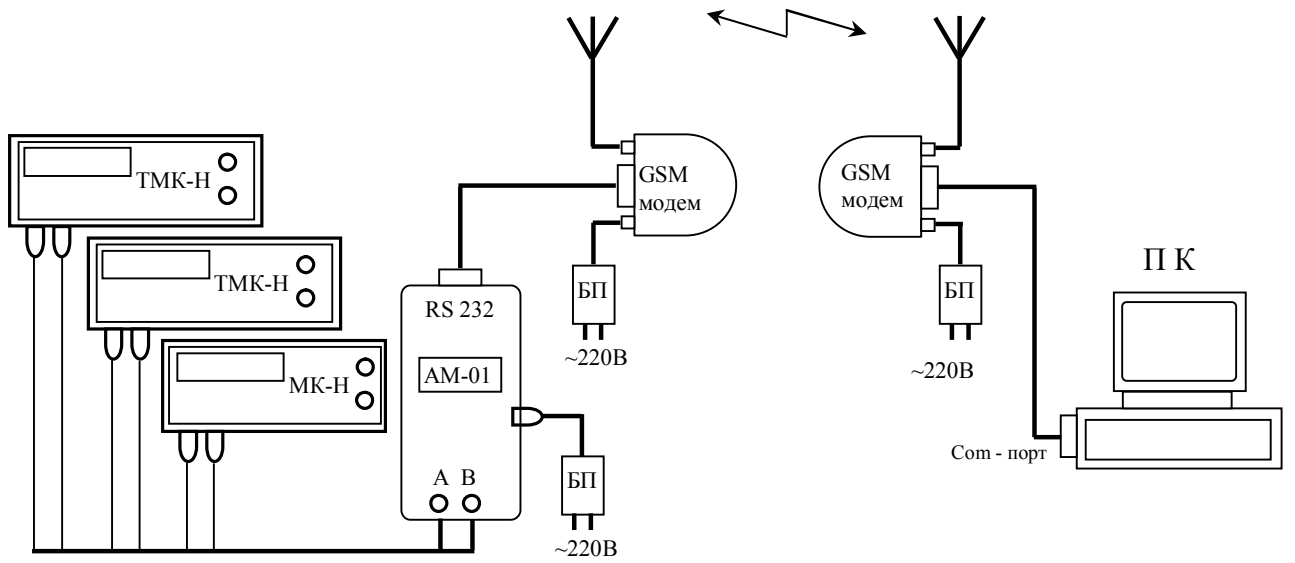 ТМК-Н
ТМК-Н
МК-Н
RS 232
АМ-01
А В
БП
~220В
GSM
модем
БП
~220В
GSM
модем
БП
~220В
П К
Com - порт